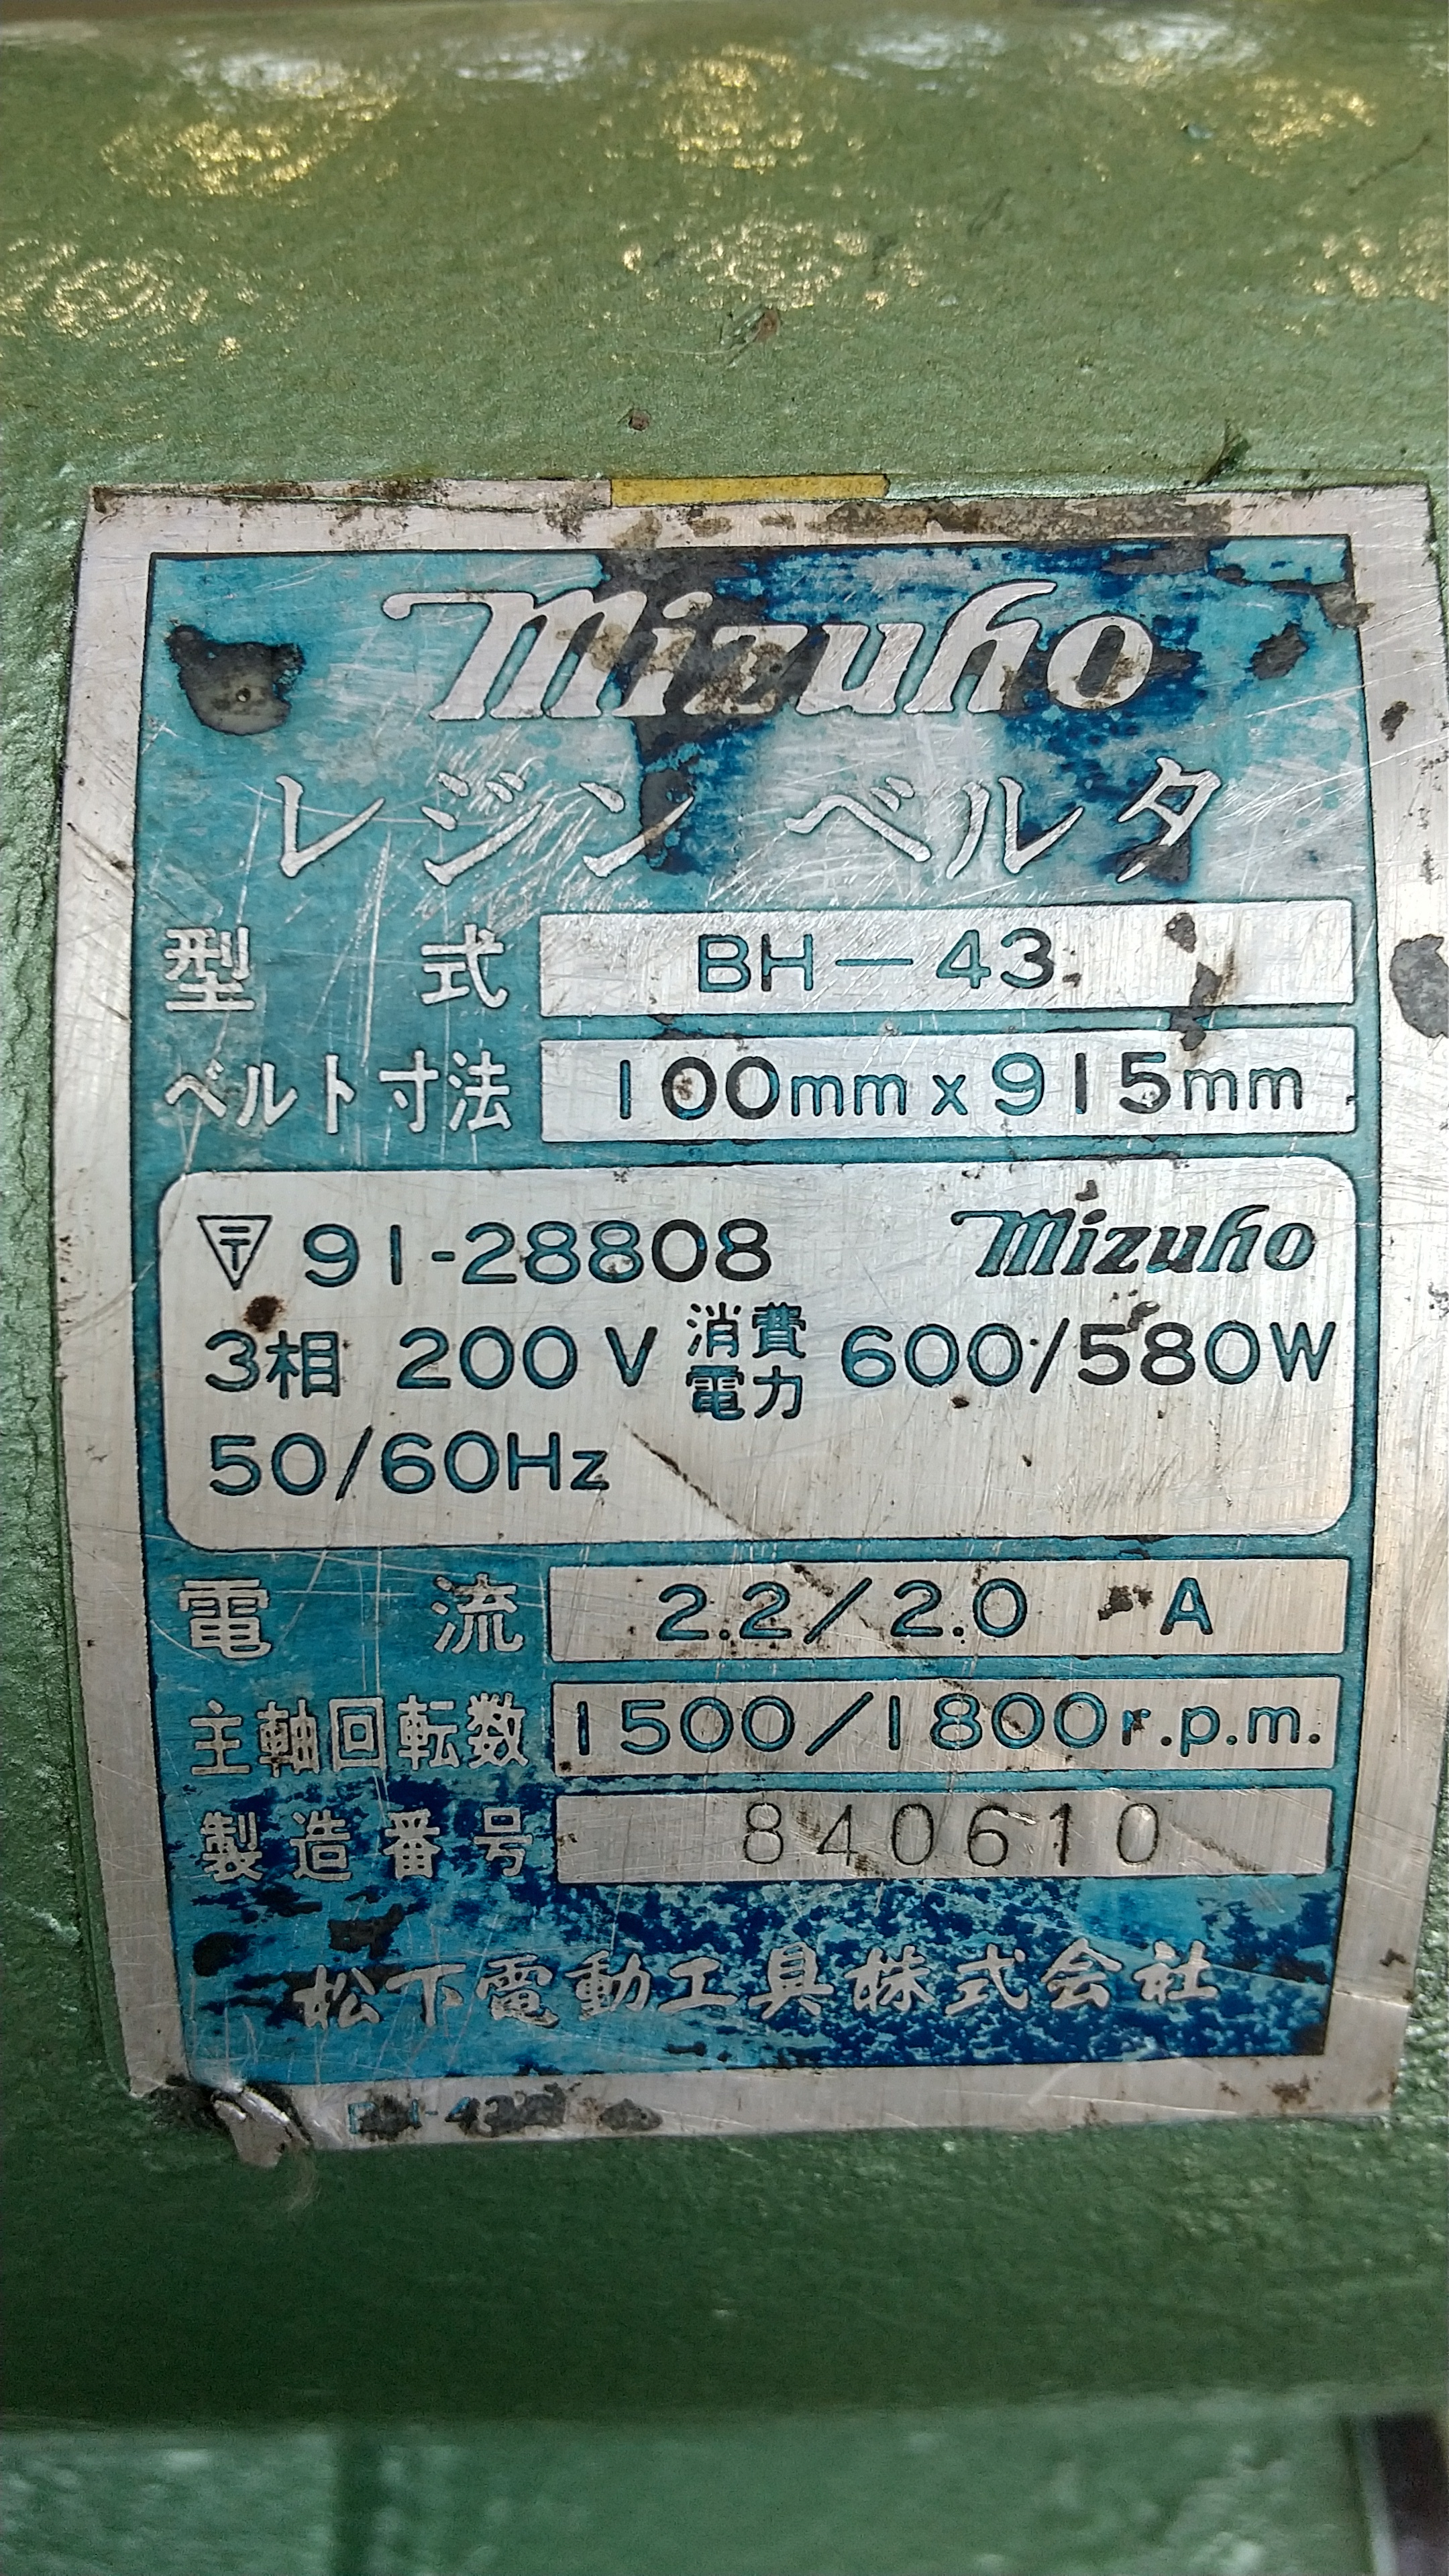 Mizuho
レジン ベルタ
型 式 BH-43
ベルト寸法 100mm x 915mm
〒 91-28808 Mizuho
3相 200V 消費電力 600/580W
50/60Hz
電 流 2.2/2.0 A
主軸回転数 1500/1800r.p.m.
製造番号 840610
松下電動工具株式会社